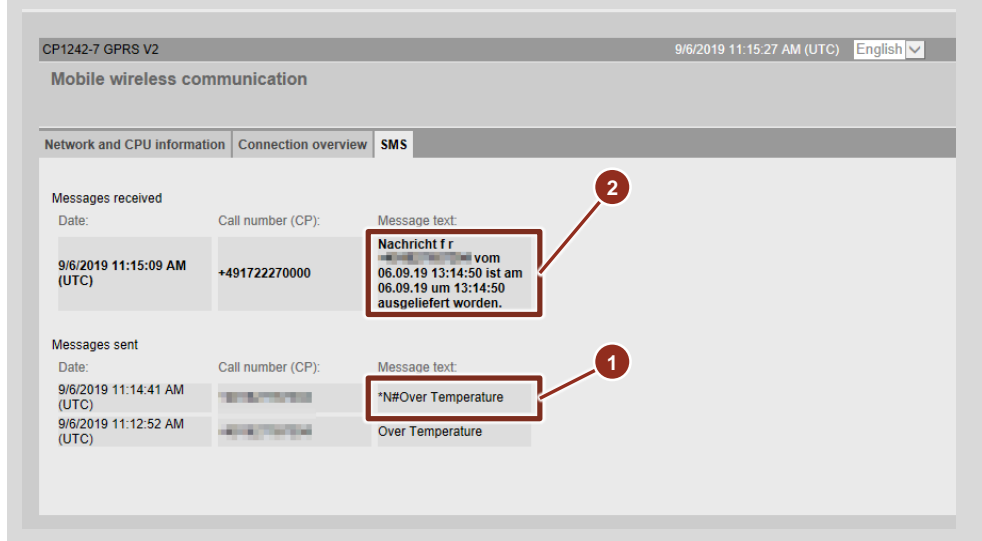 CP1242-7 GPRS V2 9/6/2019 11:15:27 AM (UTC) English
Mobile wireless communication
Network and CPU information Connection overview SMS
Messages received
Date: Call number (CP): Message text:
9/6/2019 11:15:09 AM
(UTC)
+491722270000
Nachricht f r
vom
06.09.19 13:14:50 ist am
06.09.19 um 13:14:50
ausgeliefert worden.
2
Messages sent
Date: Call number (CP): Message text:
9/6/2019 11:14:41 AM
(UTC)
*N#Over Temperature
1
9/6/2019 11:12:52 AM
(UTC)
Over Temperature